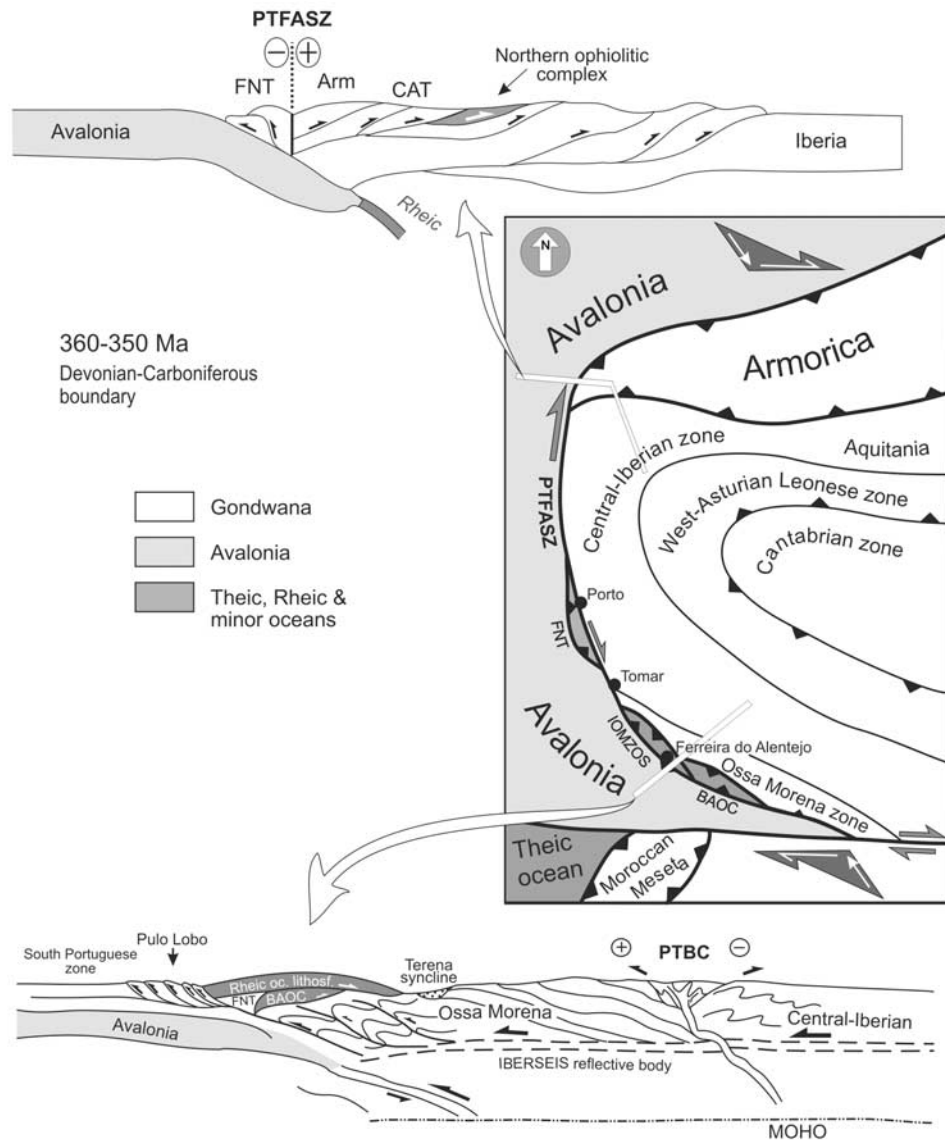 PTFASZ
− +
FNT
Arm
CAT
Northern ophiolitic
complex
Avalonia
Iberia
Rheic
360-350 Ma
Devonian-Carboniferous
boundary
Gondwana
Avalonia
Theic, Rheic &
minor oceans
N
Avalonia
Armorica
Aquitania
Central-Iberian zone
West-Asturian Leonese zone
Cantabrian zone
PTFASZ
Porto
FNT
Tomar
Avalonia
IOMZOS
Ferreira do Alentejo
BAOC
Ossa Morena zone
Theic
ocean
Moroccan
Meseta
South Portuguese
zone
Pulo Lobo
Rheic oc. lithosf.
FNT
BAOC
Terena
syncline
+ PTBC −
Avalonia
Ossa Morena
Central-Iberian
IBERSEIS reflective body
MOHO